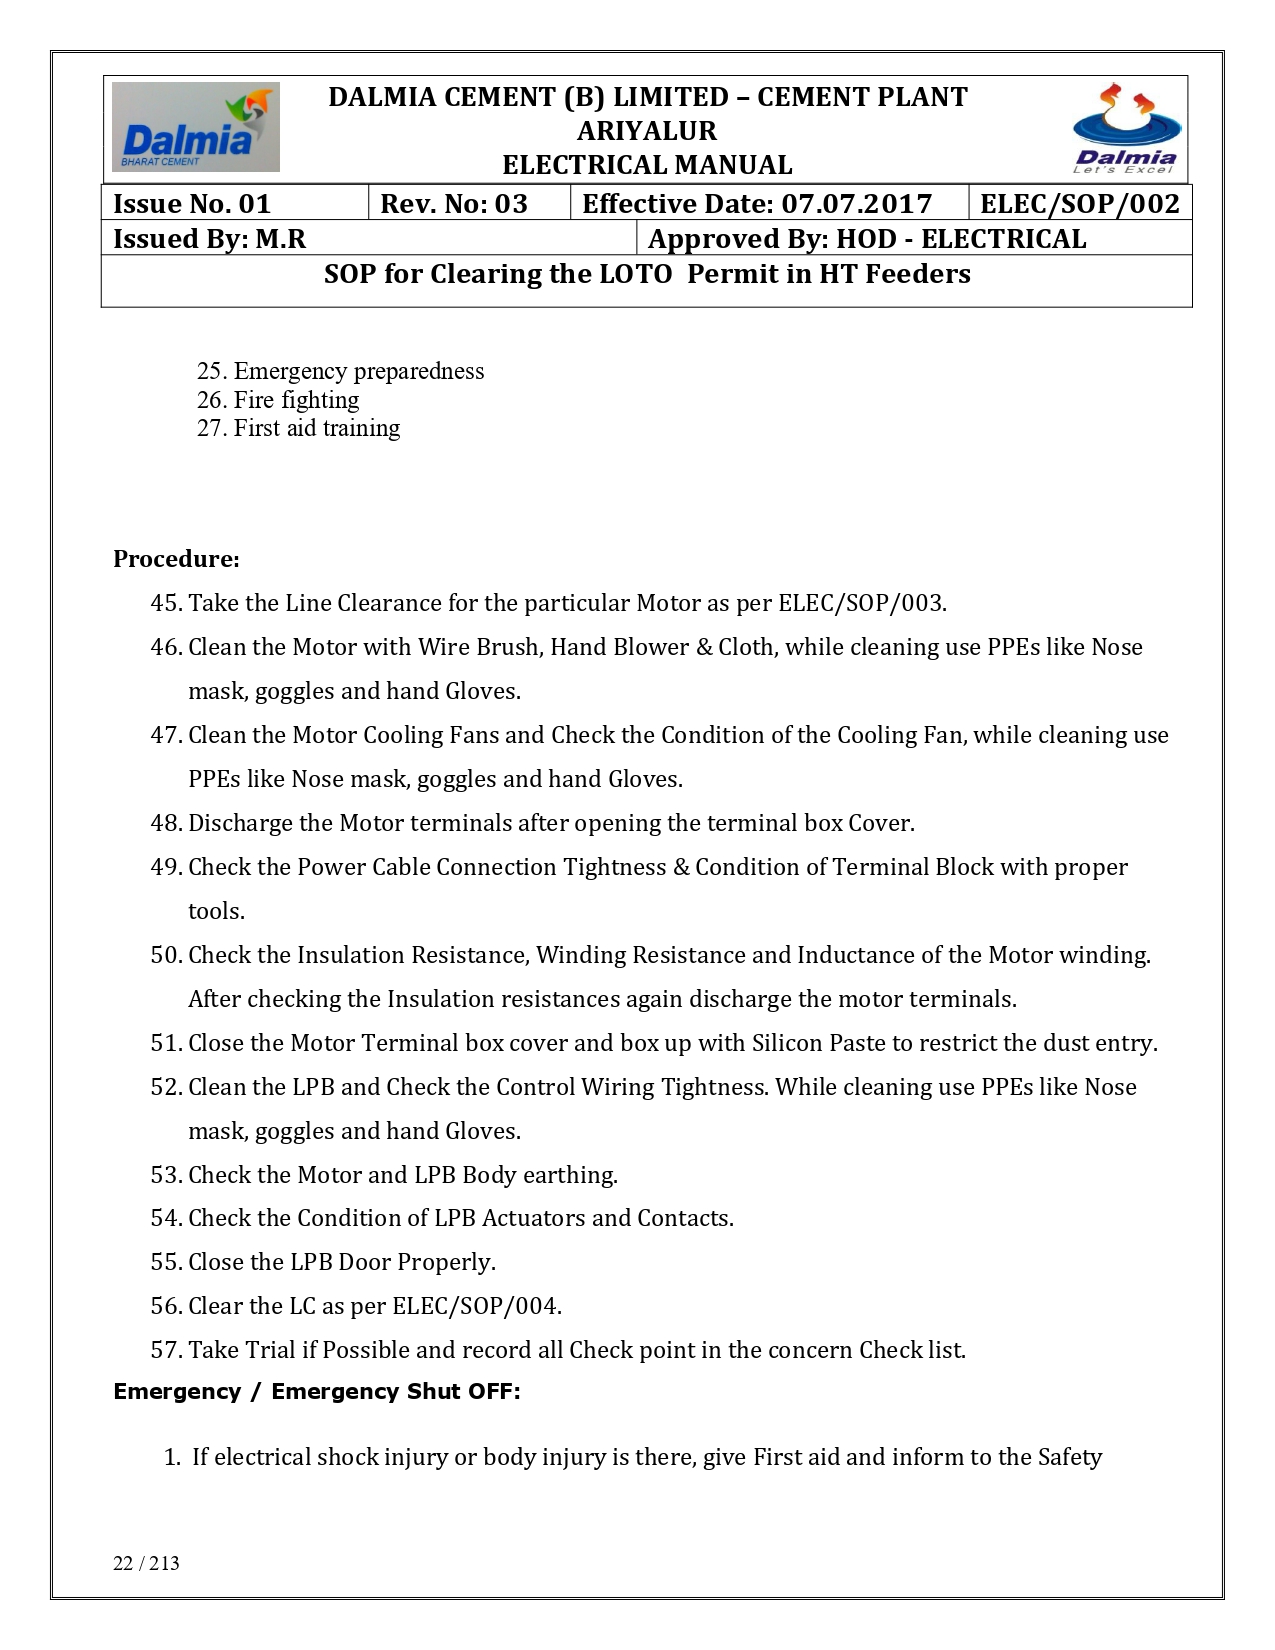 Dalmia
BHARAT CEMENT
DALMIA CEMENT (B) LIMITED – CEMENT PLANT
ARIYALUR
ELECTRICAL MANUAL
Dalmia
Let's Excel
Issue No. 01 Rev. No: 03 Effective Date: 07.07.2017 ELEC/SOP/002
Issued By: M.R Approved By: HOD - ELECTRICAL
SOP for Clearing the LOTO  Permit in HT Feeders
25. Emergency preparedness
26. Fire fighting
27. First aid training
Procedure:
45. Take the Line Clearance for the particular Motor as per ELEC/SOP/003.
46. Clean the Motor with Wire Brush, Hand Blower & Cloth, while cleaning use PPEs like Nose
mask, goggles and hand Gloves.
47. Clean the Motor Cooling Fans and Check the Condition of the Cooling Fan, while cleaning use
PPEs like Nose mask, goggles and hand Gloves.
48. Discharge the Motor terminals after opening the terminal box Cover.
49. Check the Power Cable Connection Tightness & Condition of Terminal Block with proper
tools.
50. Check the Insulation Resistance, Winding Resistance and Inductance of the Motor winding.
After checking the Insulation resistances again discharge the motor terminals.
51. Close the Motor Terminal box cover and box up with Silicon Paste to restrict the dust entry.
52. Clean the LPB and Check the Control Wiring Tightness. While cleaning use PPEs like Nose
mask, goggles and hand Gloves.
53. Check the Motor and LPB Body earthing.
54. Check the Condition of LPB Actuators and Contacts.
55. Close the LPB Door Properly.
56. Clear the LC as per ELEC/SOP/004.
57. Take Trial if Possible and record all Check point in the concern Check list.
Emergency / Emergency Shut OFF:
1. If electrical shock injury or body injury is there, give First aid and inform to the Safety
22 / 213